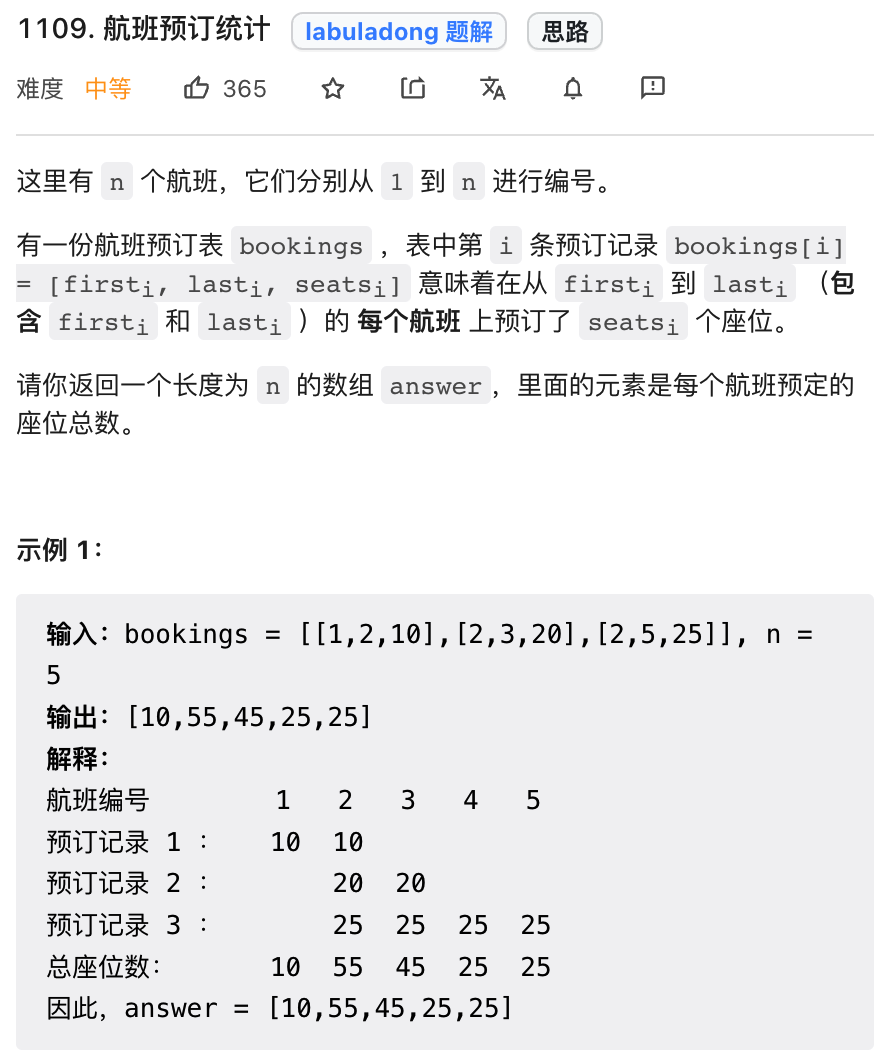 1109. 航班预订统计 labuladong 题解 思路
难度 中等 365
这里有 n 个航班，它们分别从 1 到 n 进行编号。
有一份航班预订表 bookings ，表中第 i 条预订记录 bookings[i]
= [firsti, lasti, seatsi] 意味着在从 firsti 到 lasti （包
含 firsti 和 lasti ）的 每个航班 上预订了 seatsi 个座位。
请你返回一个长度为 n 的数组 answer，里面的元素是每个航班预定的
座位总数。
示例 1：
输入：bookings = [[1,2,10],[2,3,20],[2,5,25]], n =
5
输出：[10,55,45,25,25]
解释：
航班编号 1 2 3 4 5
预订记录 1 ： 10 10
预订记录 2 ： 20 20
预订记录 3 ： 25 25 25 25
总座位数： 10 55 45 25 25
因此，answer = [10,55,45,25,25]